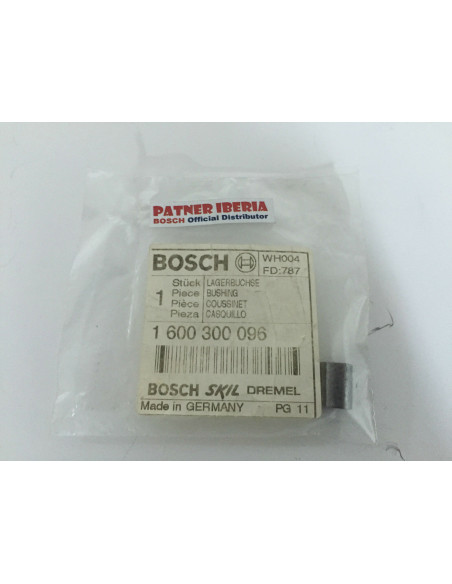 PATNER IBERIA
BOSCH Official Distributor
BOSCH WH004
FD:787
1
Stück LAGERBUCHSE
Piece BUSHING
Pièce COUSSINET
Pieza CASQUILLO
1 600 300 096
BOSCH SKIL DREMEL
Made in GERMANY PG 11